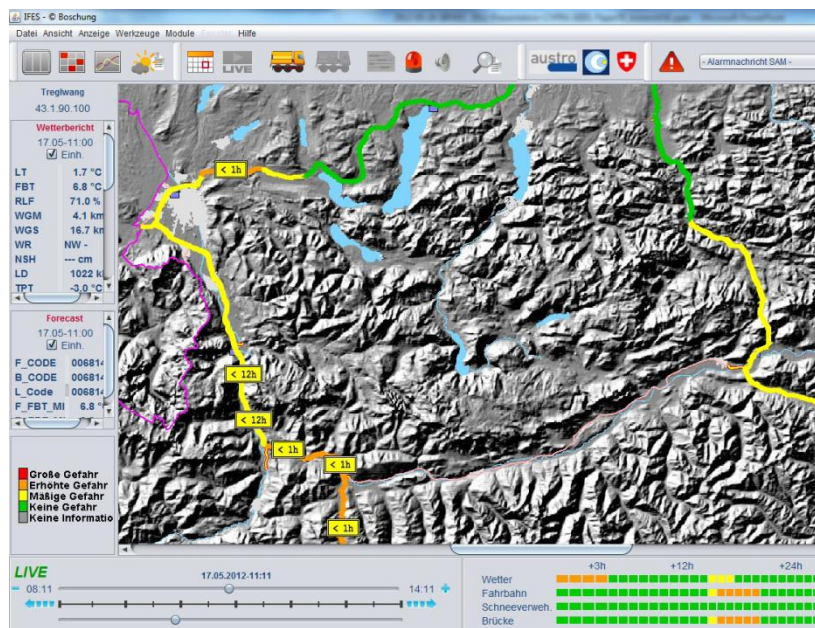 IFES - © Boschung
Datei Ansicht Anzeige Werkzeuge Module Hilfe
LIVE
austro
- Alarmnachricht SAM -
Treglwang
43.1.90.100
Wetterbericht
17.05-11:00
Einh.
LT 1.7 °C
FBT 6.8 °C
RLF 71.0 %
WGM 4.1 km
WGS 16.7 km
WR NW -
NSH --- cm
LD 1022
TPT -3.0 °C
Forecast
17.05-11:00
Einh.
F_CODE 006814
B_CODE 006814
L_Code 006814
F_FBT_MI 6.8 °
Große Gefahr
Erhöhte Gefahr
Mäßige Gefahr
Keine Gefahr
Keine Informatio
< 1h
< 12h
< 12h
< 1h
< 1h
< 1h
LIVE
17.05.2012-11:11
08:11
14:11
+3h +12h +24h
Wetter
Fahrbahn
Schneeverweh.
Brücke